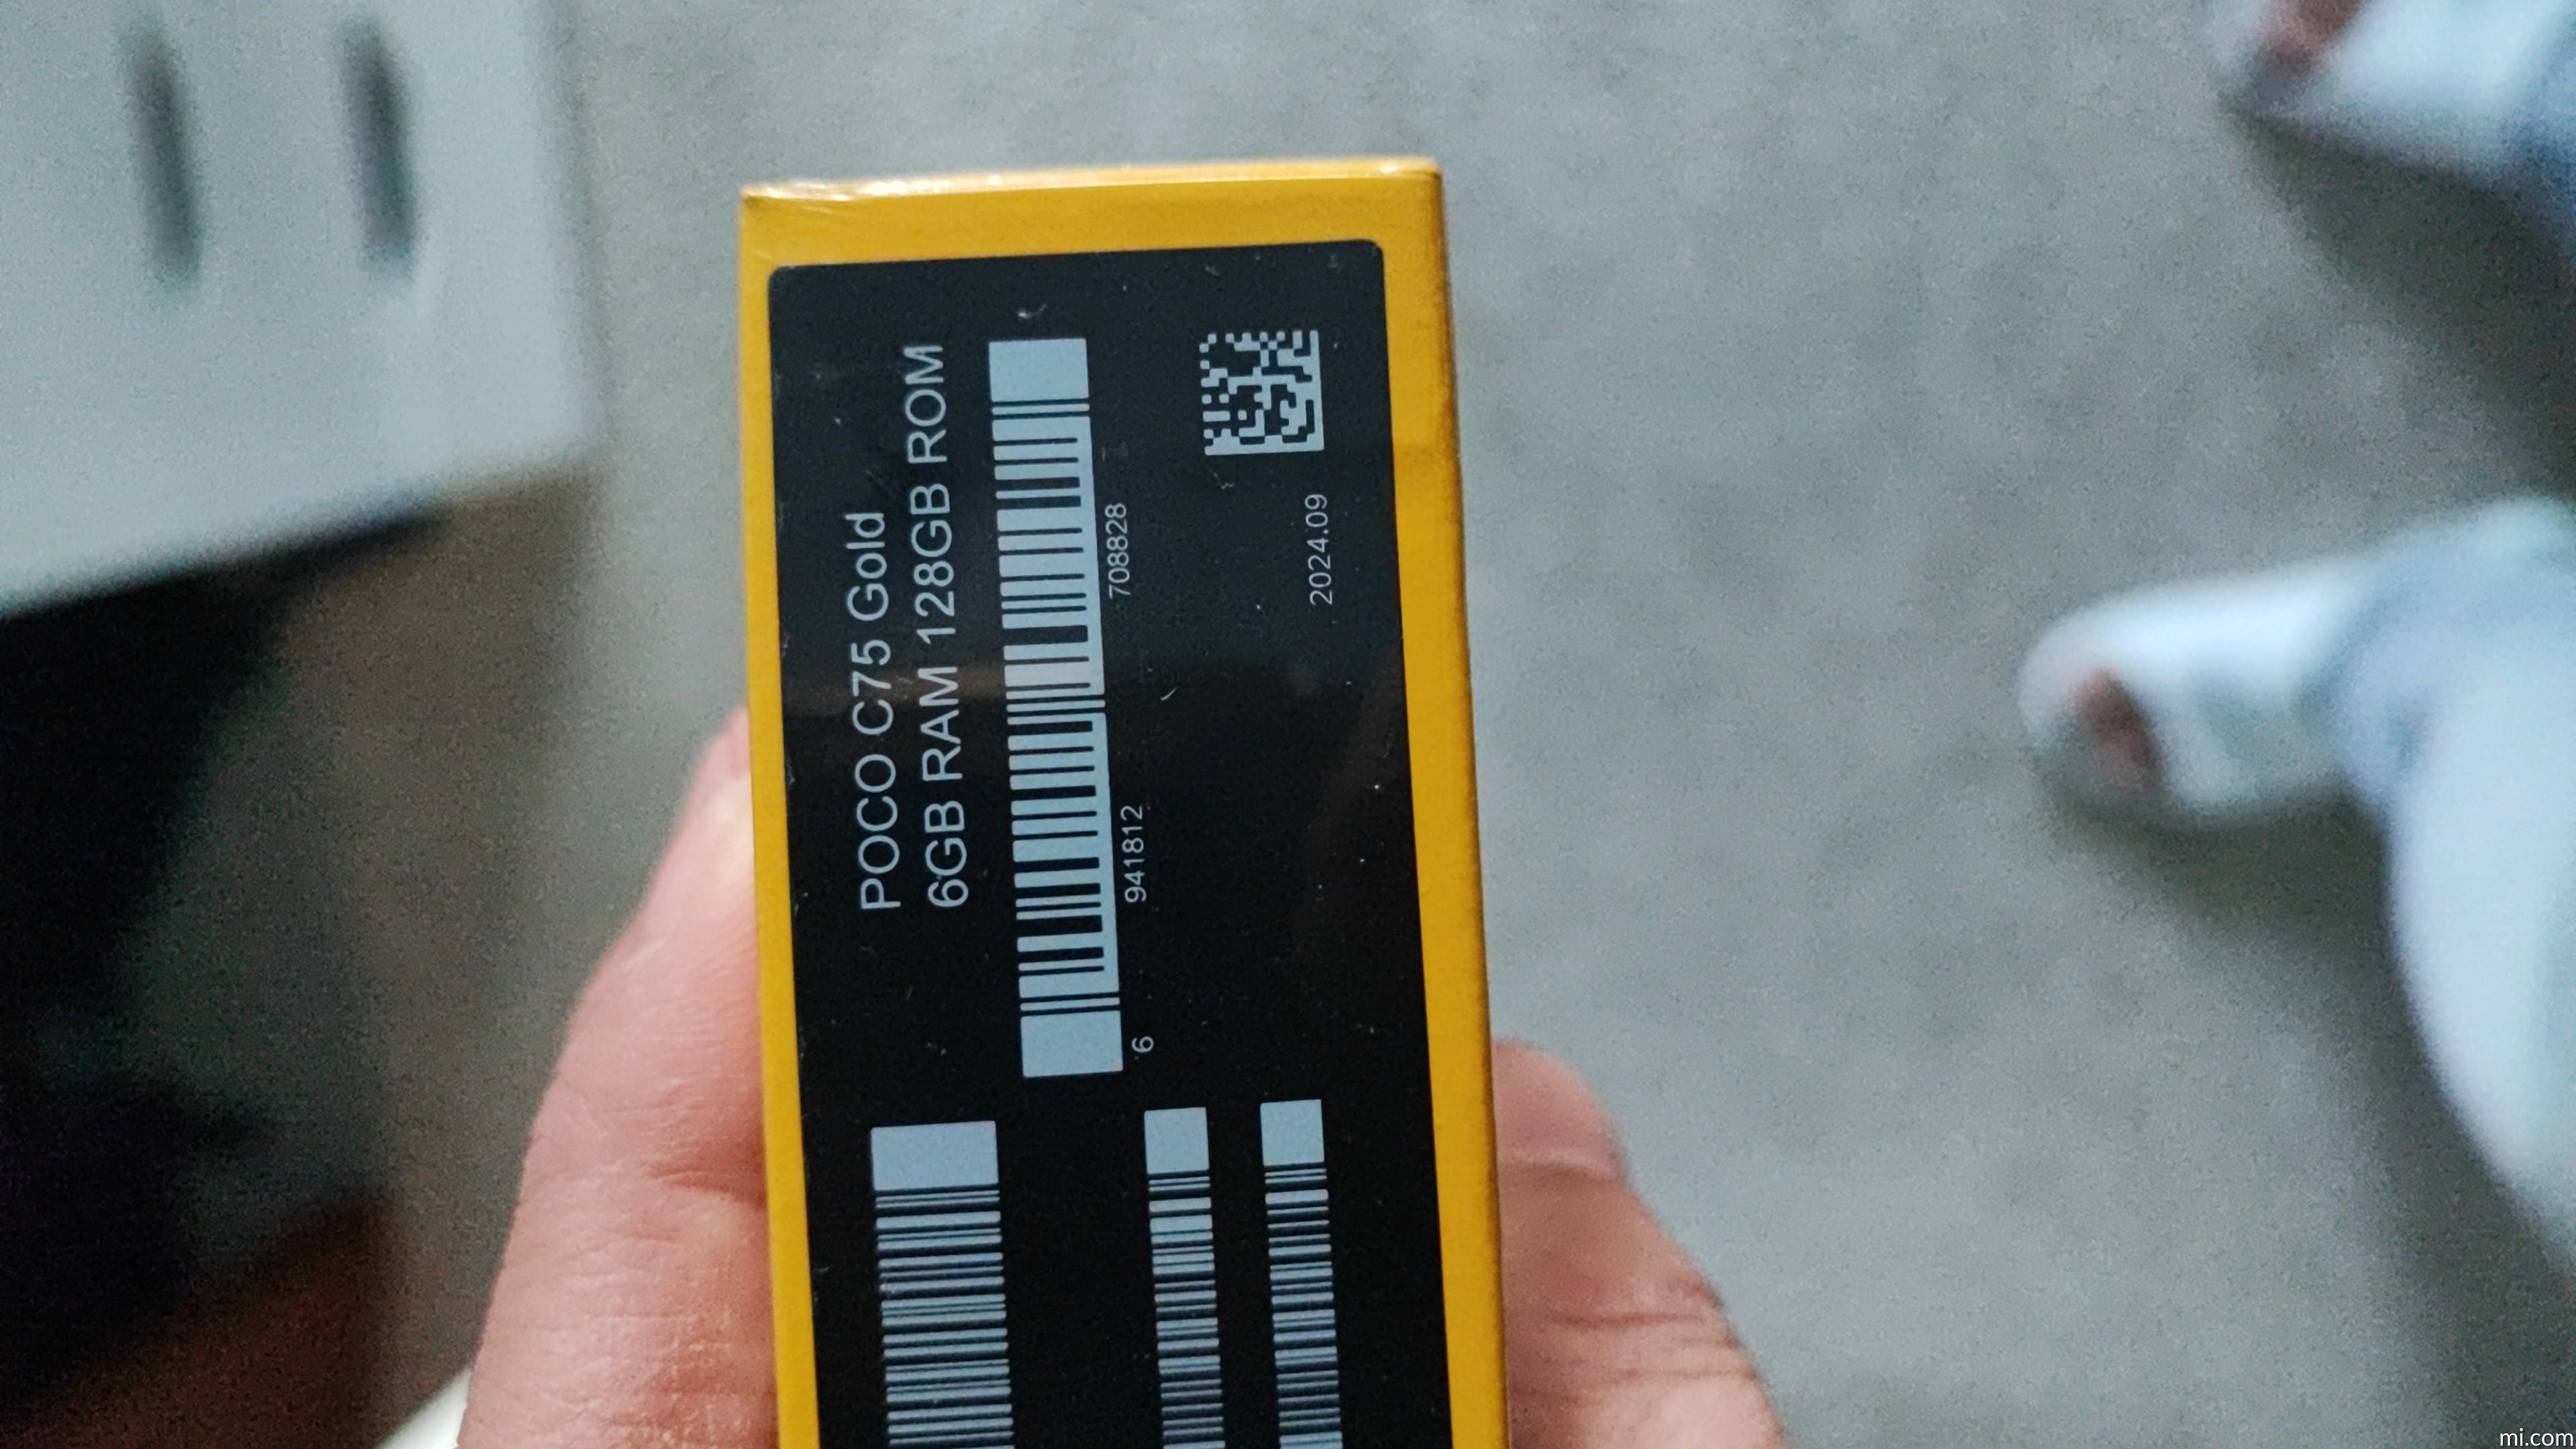 POCO C75 Gold
6GB RAM 128GB ROM
6 941812 708828
2024.09
mi.com